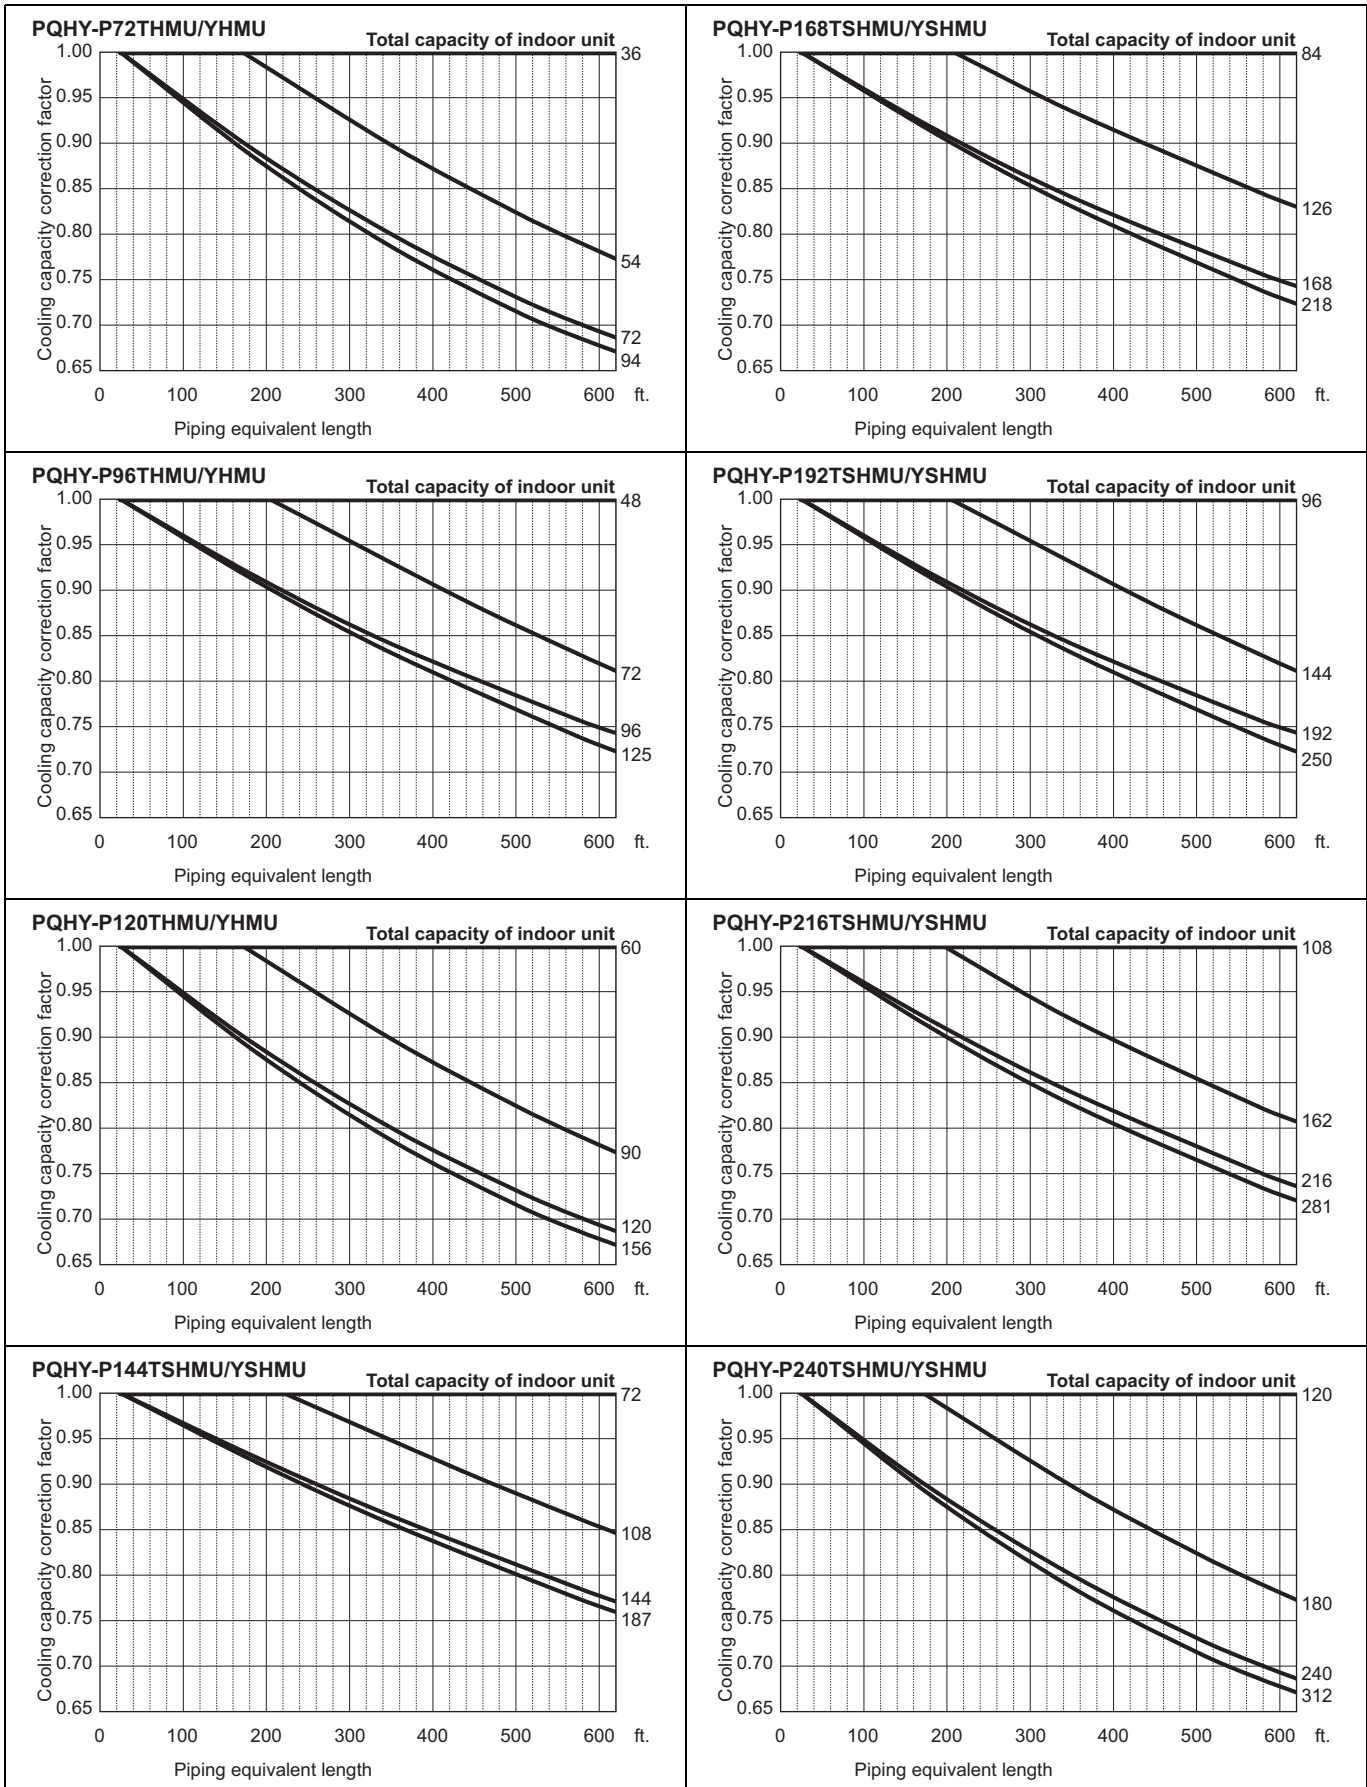 PQHY-P72THMU/YHMU
Total capacity of indoor unit
Cooling capacity correction factor
1.00
0.95
0.90
0.85
0.80
0.75
0.70
0.65
36
54
72
94
0 100 200 300 400 500 600 ft.
Piping equivalent length
PQHY-P168TSHMU/YSHMU
Total capacity of indoor unit
Cooling capacity correction factor
1.00
0.95
0.90
0.85
0.80
0.75
0.70
0.65
84
126
168
218
0 100 200 300 400 500 600 ft.
Piping equivalent length
PQHY-P96THMU/YHMU
Total capacity of indoor unit
Cooling capacity correction factor
1.00
0.95
0.90
0.85
0.80
0.75
0.70
0.65
48
72
96
125
0 100 200 300 400 500 600 ft.
Piping equivalent length
PQHY-P192TSHMU/YSHMU
Total capacity of indoor unit
Cooling capacity correction factor
1.00
0.95
0.90
0.85
0.80
0.75
0.70
0.65
96
144
192
250
0 100 200 300 400 500 600 ft.
Piping equivalent length
PQHY-P120THMU/YHMU
Total capacity of indoor unit
Cooling capacity correction factor
1.00
0.95
0.90
0.85
0.80
0.75
0.70
0.65
60
90
120
156
0 100 200 300 400 500 600 ft.
Piping equivalent length
PQHY-P216TSHMU/YSHMU
Total capacity of indoor unit
Cooling capacity correction factor
1.00
0.95
0.90
0.85
0.80
0.75
0.70
0.65
108
162
216
281
0 100 200 300 400 500 600 ft.
Piping equivalent length
PQHY-P144TSHMU/YSHMU
Total capacity of indoor unit
Cooling capacity correction factor
1.00
0.95
0.90
0.85
0.80
0.75
0.70
0.65
72
108
144
187
0 100 200 300 400 500 600 ft.
Piping equivalent length
PQHY-P240TSHMU/YSHMU
Total capacity of indoor unit
Cooling capacity correction factor
1.00
0.95
0.90
0.85
0.80
0.75
0.70
0.65
120
180
240
312
0 100 200 300 400 500 600 ft.
Piping equivalent length